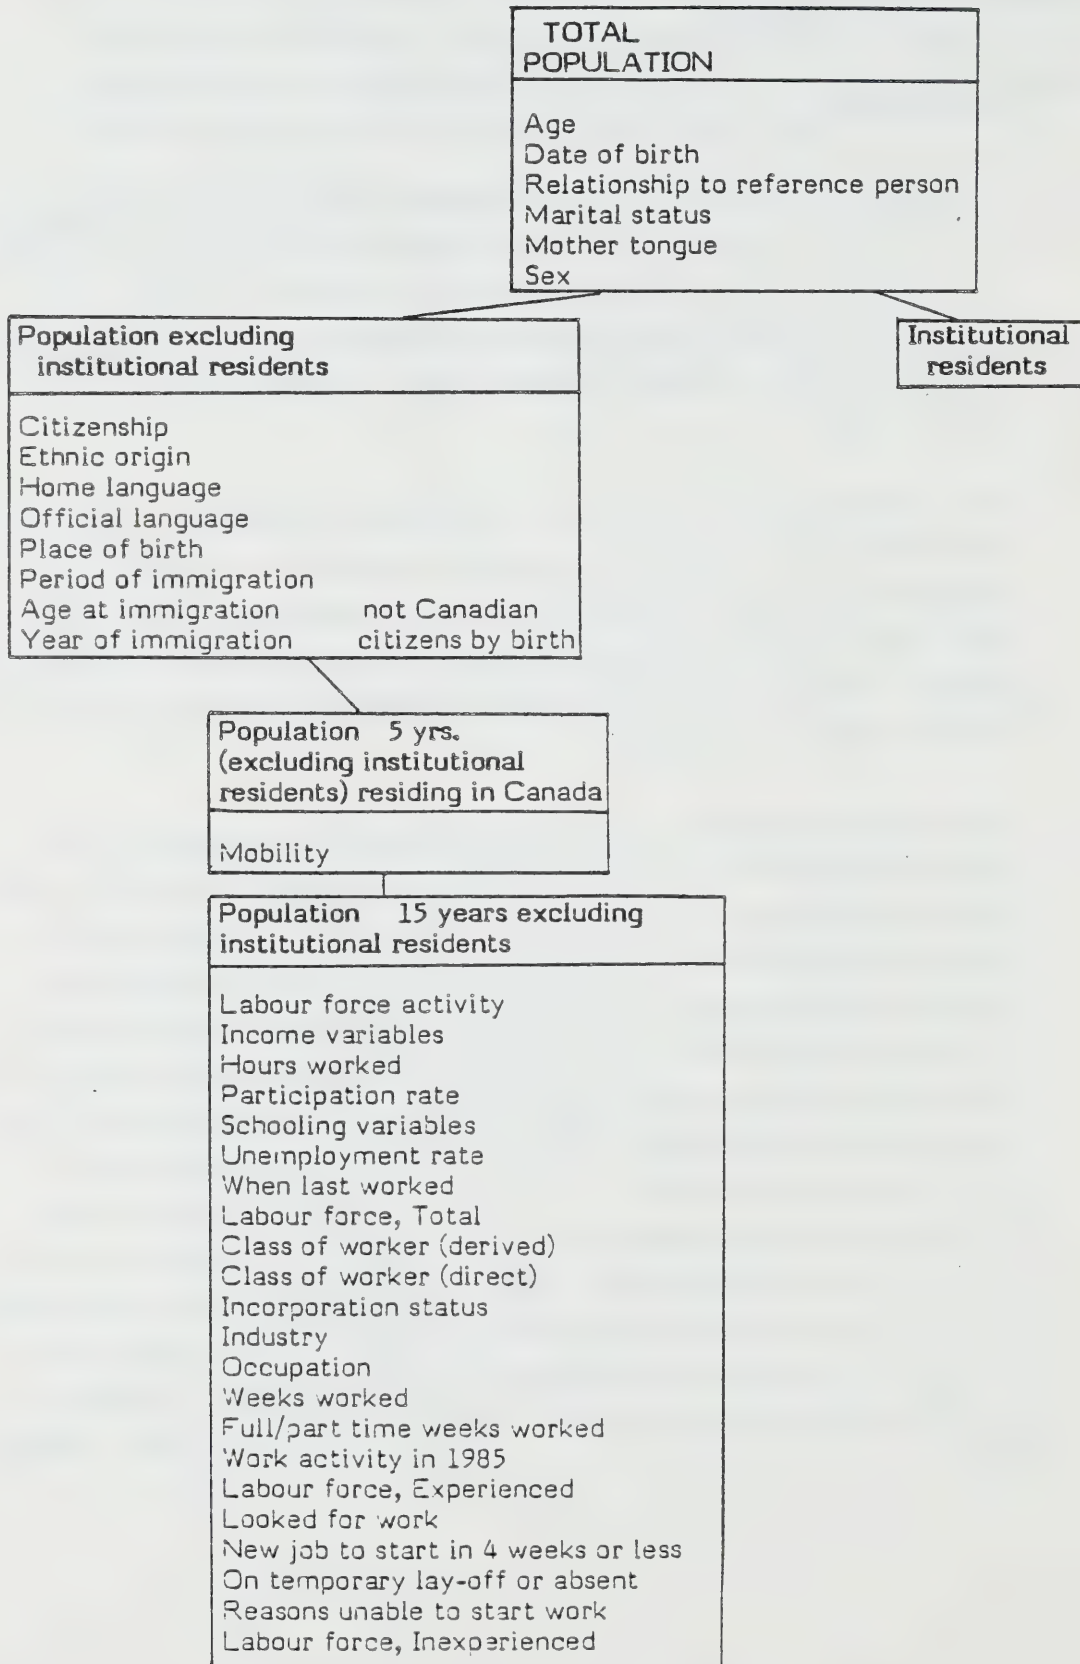 TOTAL
POPULATION
Age
Date of birth
Relationship to reference person
Marital status
Mother tongue
Sex
Population excluding
institutional residents
Institutional
residents
Citizenship
Ethnic origin
Home language
Official language
Place of birth
Period of immigration
Age at immigration not Canadian
Year of immigration citizens by birth
Population 5 yrs.
(excluding institutional
residents) residing in Canada
Mobility
Population 15 years excluding
institutional residents
Labour force activity
Income variables
Hours worked
Participation rate
Schooling variables
Unemployment rate
When last worked
Labour force, Total
Class of worker (derived)
Class of worker (direct)
Incorporation status
Industry
Occupation
Weeks worked
Full/part time weeks worked
Work activity in 1985
Labour force, Experienced
Looked for work
New job to start in 4 weeks or less
On temporary lay-off or absent
Reasons unable to start work
Labour force, Inexperienced